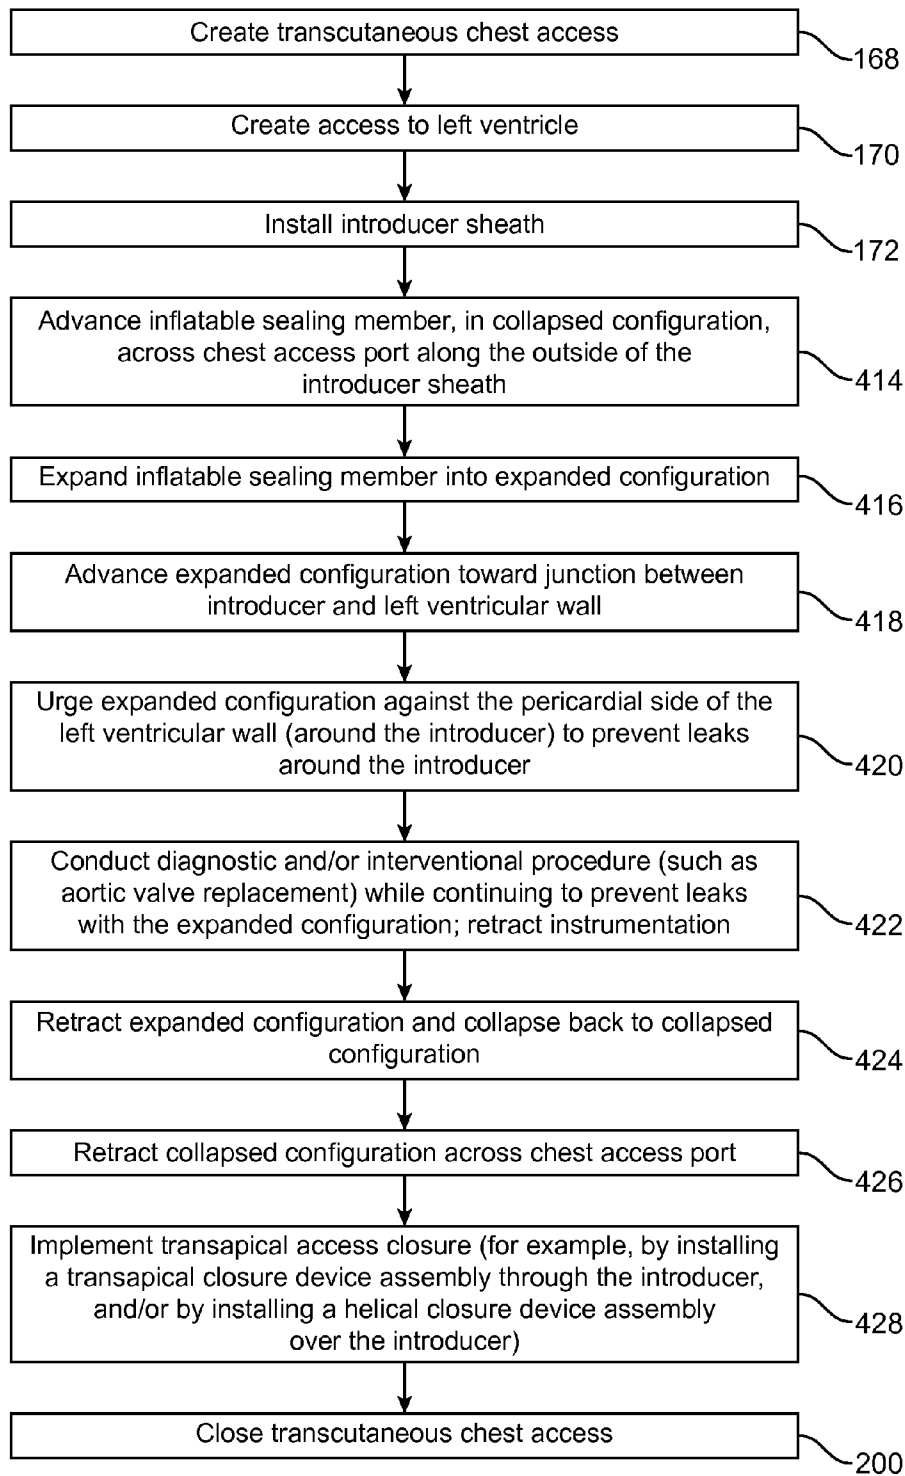 Create transcutaneous chest access
168
Create access to left ventricle
170
Install introducer sheath
172
Advance inflatable sealing member, in collapsed configuration,
across chest access port along the outside of the
introducer sheath
414
Expand inflatable sealing member into expanded configuration
416
Advance expanded configuration toward junction between
introducer and left ventricular wall
418
Urge expanded configuration against the pericardial side of the
left ventricular wall (around the introducer) to prevent leaks
around the introducer
420
Conduct diagnostic and/or interventional procedure (such as
aortic valve replacement) while continuing to prevent leaks
with the expanded configuration; retract instrumentation
422
Retract expanded configuration and collapse back to collapsed
configuration
424
Retract collapsed configuration across chest access port
426
Implement transapical access closure (for example, by installing
a transapical closure device assembly through the introducer,
and/or by installing a helical closure device assembly
over the introducer)
428
Close transcutaneous chest access
200